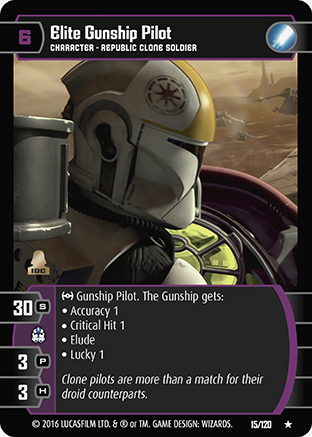 6 Elite Gunship Pilot
CHARACTER - REPUBLIC CLONE SOLDIER
IDC
30 S
3 P
3 H
Gunship Pilot. The Gunship gets:
• Accuracy 1
• Critical Hit 1
• Elude
• Lucky 1
Clone pilots are more than a match for their
droid counterparts.
© 2016 LUCASFILM LTD. & ® or TM. GAME DESIGN: WIZARDS. 15/120 ★